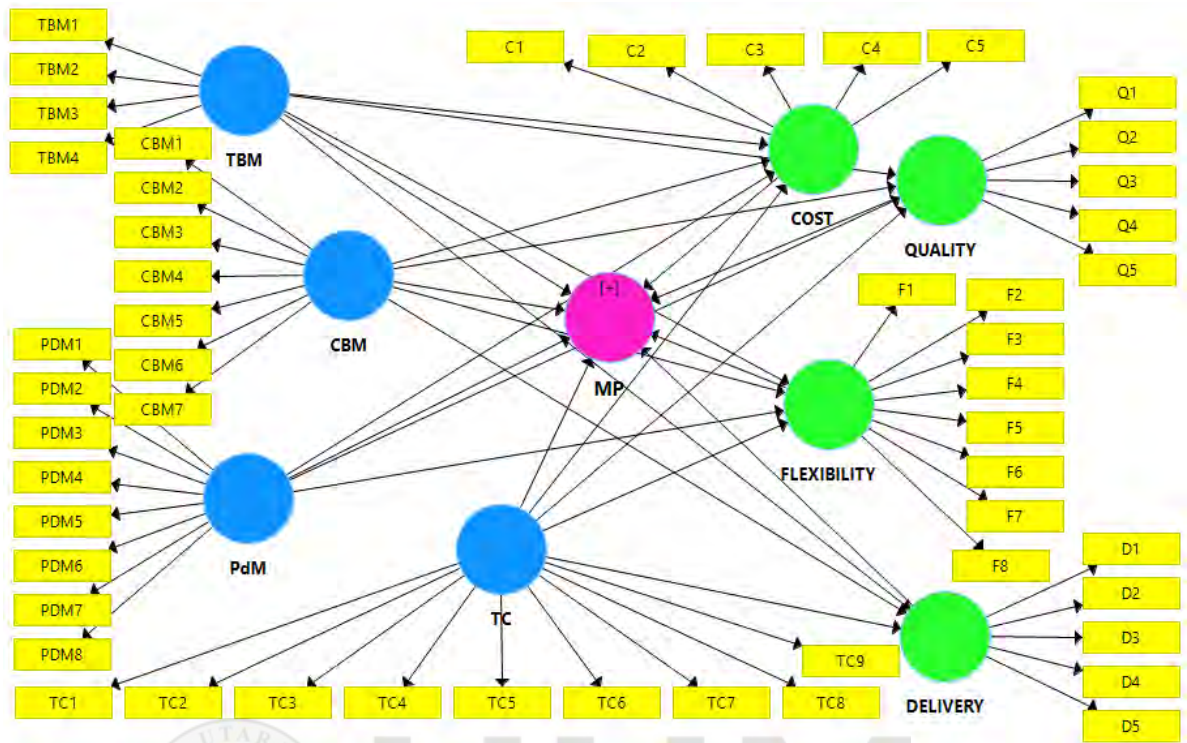 TBM1
TBM2
TBM3
TBM4
TBM
CBM1
CBM2
CBM3
CBM4
CBM5
CBM6
CBM7
CBM
PDM1
PDM2
PDM3
PDM4
PDM5
PDM6
PDM7
PDM8
PdM
C1
C2
C3
C4
C5
COST
Q1
Q2
Q3
Q4
Q5
QUALITY
[+]
MP
F1
F2
F3
F4
F5
F6
F7
F8
FLEXIBILITY
TC
TC1
TC2
TC3
TC4
TC5
TC6
TC7
TC8
TC9
D1
D2
D3
D4
D5
DELIVERY
UTAR